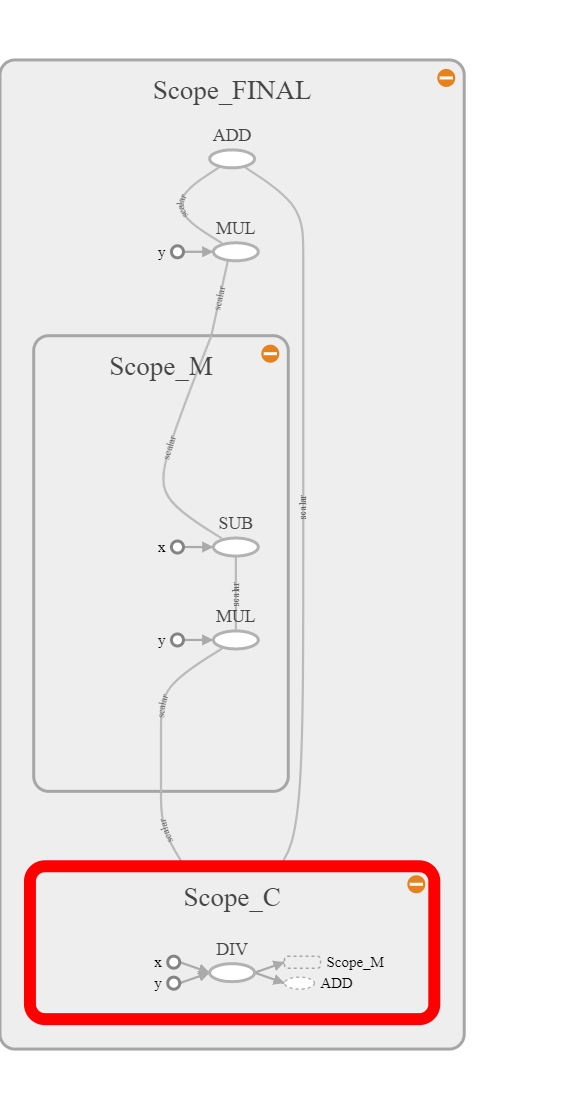 Scope_FINAL
ADD
scalar
MUL
y
scalar
Scope_M
scalar
scalar
SUB
x
scalar
MUL
y
scalar
scalar
Scope_C
DIV
x
Scope_M
y
ADD